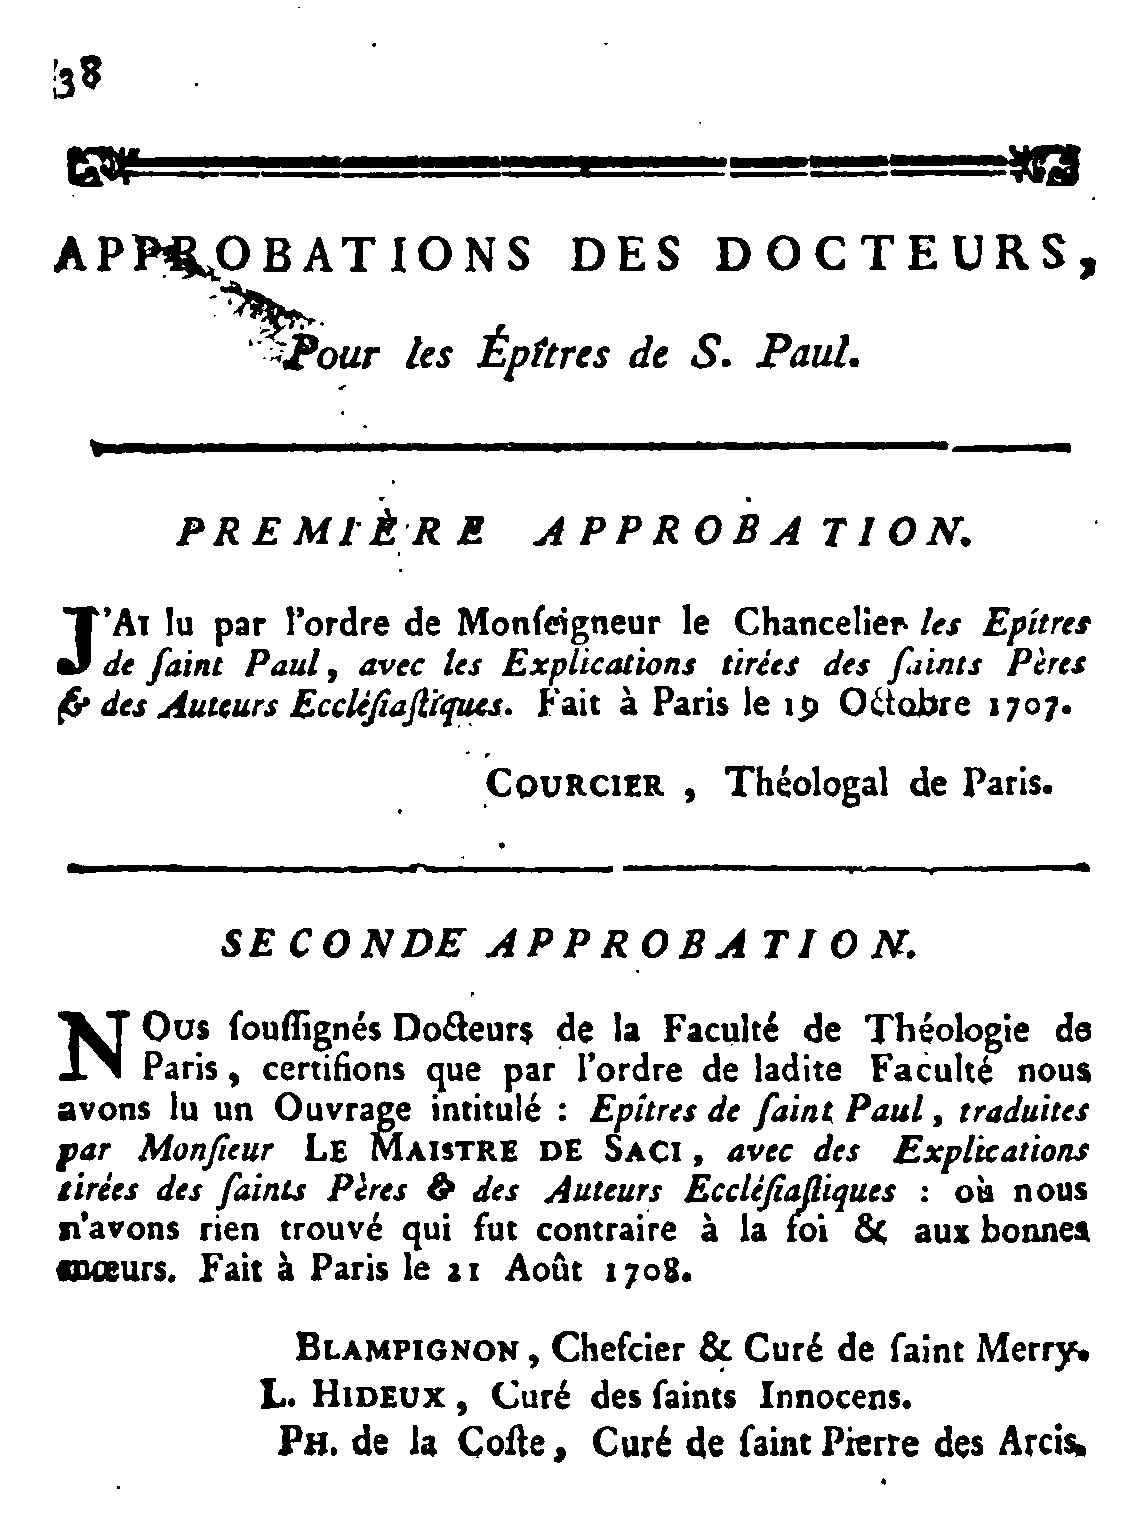 38
APPROBATIONS DES DOCTEURS,
Pour les Épîtres de S. Paul.
PREMIÈRE APPROBATION.
J'AI lu par l'ordre de Monſeigneur le Chancelier les Epîtres
de ſaint Paul, avec les Explications tirées des ſaints Pères
& des Auteurs Eccléſiaſtiques. Fait à Paris le 19 Octobre 1707.
COURCIER, Théologal de Paris.
SECONDE APPROBATION.
NOUS ſouſſignés Docteurs de la Faculté de Théologie de
Paris, certifions que par l'ordre de ladite Faculté nous
avons lu un Ouvrage intitulé : Epîtres de ſaint Paul, traduites
par Monſieur LE MAISTRE DE SACI, avec des Explications
tirées des ſaints Pères & des Auteurs Eccléſiaſtiques : où nous
n'avons rien trouvé qui fut contraire à la foi & aux bonnes
mœurs. Fait à Paris le 21 Août 1708.
BLAMPIGNON, Cheſcier & Curé de ſaint Merry.
L. HIDEUX, Curé des ſaints Innocens.
PH. de la Coſte, Curé de ſaint Pierre des Arcis.